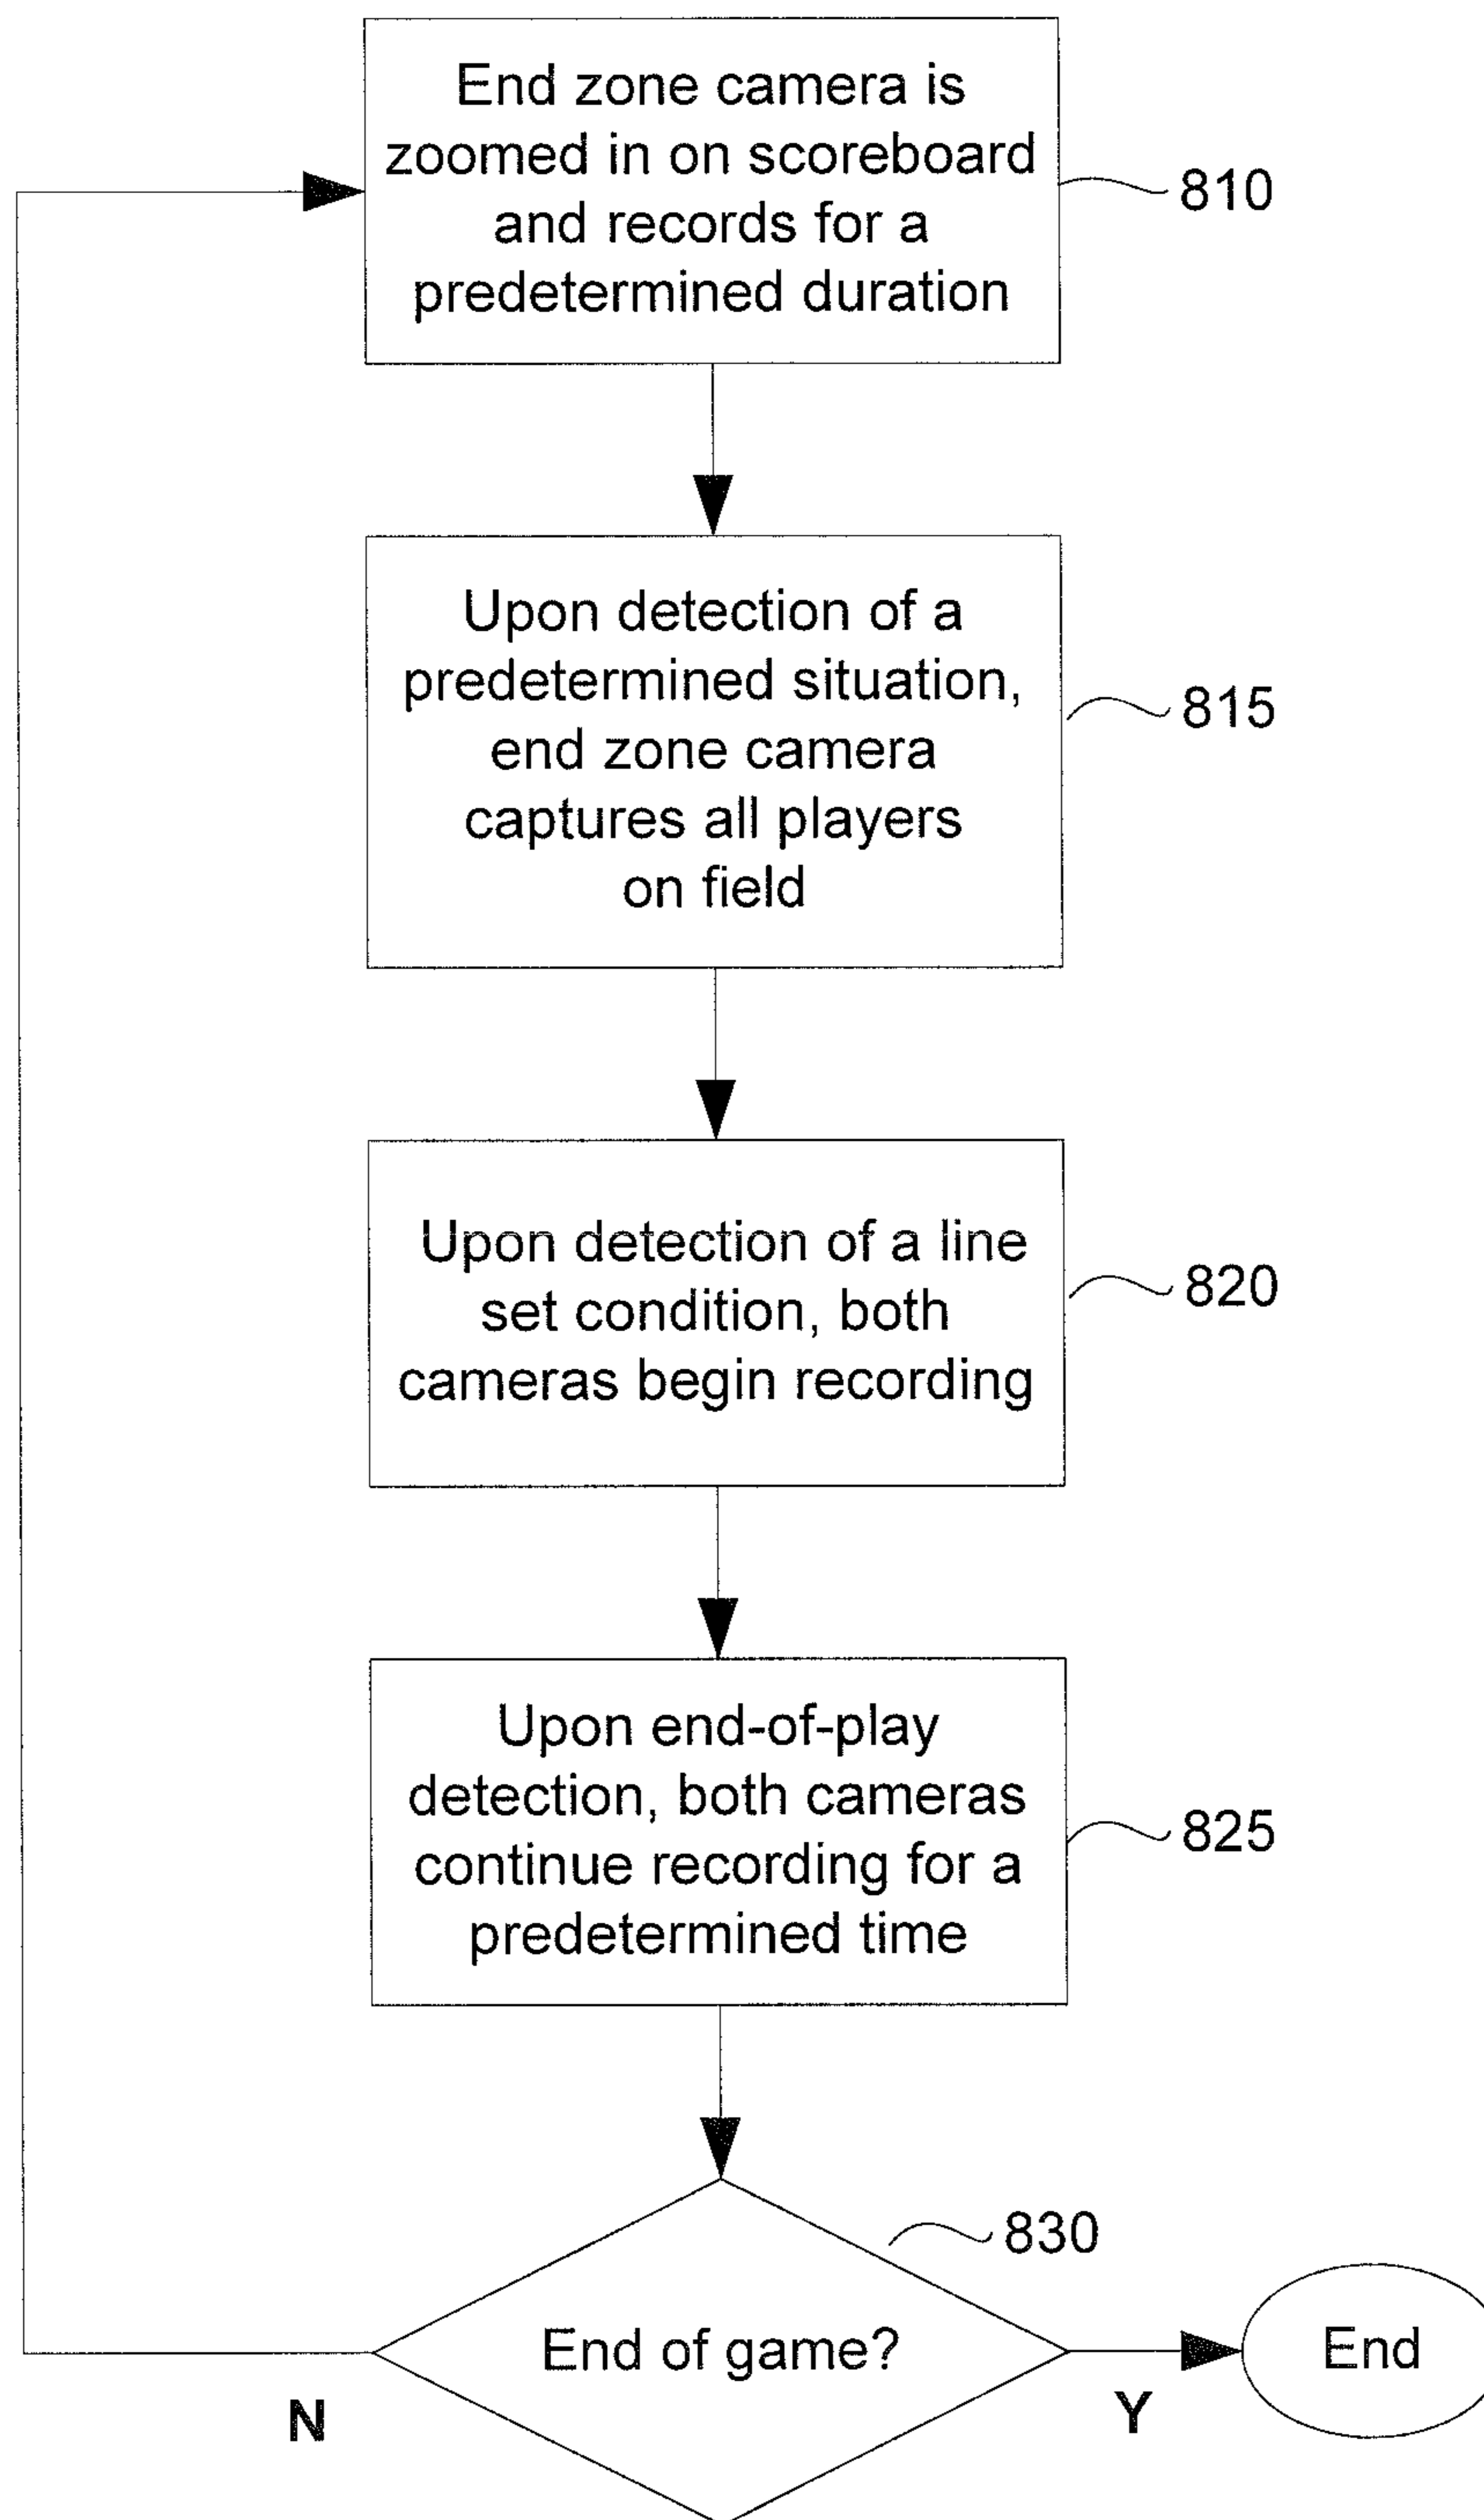 End zone camera is
zoomed in on scoreboard
and records for a
predetermined duration
810
Upon detection of a
predetermined situation,
end zone camera
captures all players
on field
815
Upon detection of a line
set condition, both
cameras begin recording
820
Upon end-of-play
detection, both cameras
continue recording for a
predetermined time
825
830
End of game?
End
N
Y